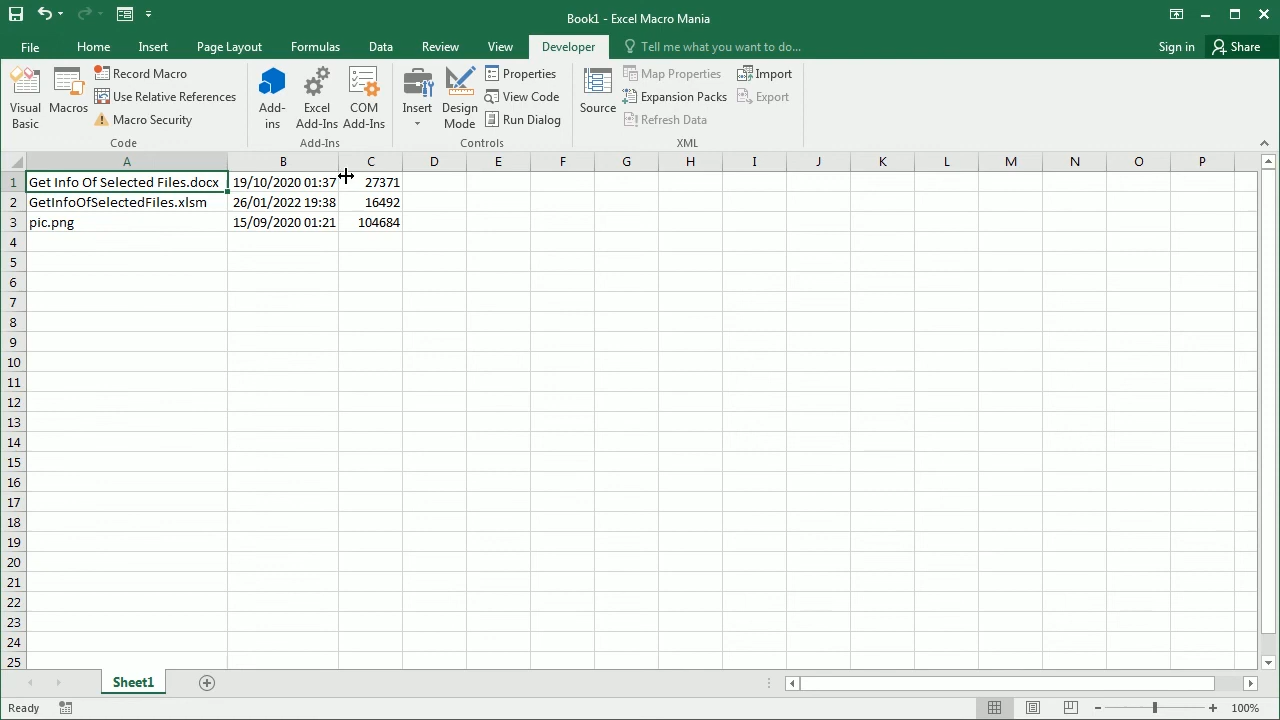 Book1 - Excel Macro Mania
File Home Insert Page Layout Formulas Data Review View Developer Tell me what you want to do... Sign in Share
Visual Basic
Macros
Record Macro
Use Relative References
Macro Security
Code
Add-ins
Excel Add-Ins
COM Add-Ins
Add-Ins
Insert
Design Mode
Properties
View Code
Run Dialog
Controls
Source
Map Properties
Expansion Packs
Refresh Data
Import
Export
XML
A B C D E F G H I J K L M N O P
1 Get Info Of Selected Files.docx 19/10/2020 01:37 27371
2 GetInfoOfSelectedFiles.xlsm 26/01/2022 19:38 16492
3 pic.png 15/09/2020 01:21 104684
4
5
6
7
8
9
10
11
12
13
14
15
16
17
18
19
20
21
22
23
24
25
Sheet1
Ready 100%